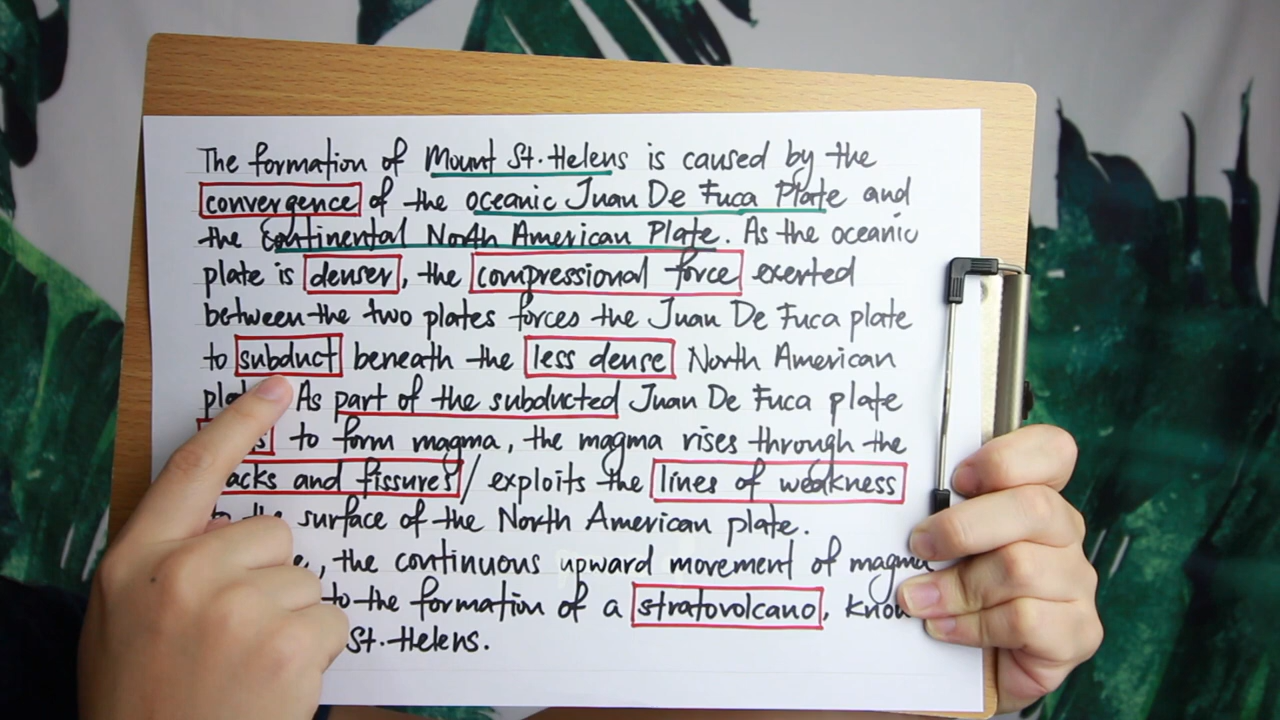 The formation of Mount St. Helens is caused by the
convergence of the oceanic Juan De Fuca Plate and
the Continental North American Plate. As the oceanic
plate is denser, the compressional force exerted
between the two plates forces the Juan De Fuca plate
to subduct beneath the less dense North American
As part of the subducted Juan De Fuca plate
to form magma, the magma rises through the
and fissures / exploits the lines of weakness
the surface of the North American plate.
the continuous upward movement of magma
to the formation of a stratovolcano,
St. Helens.